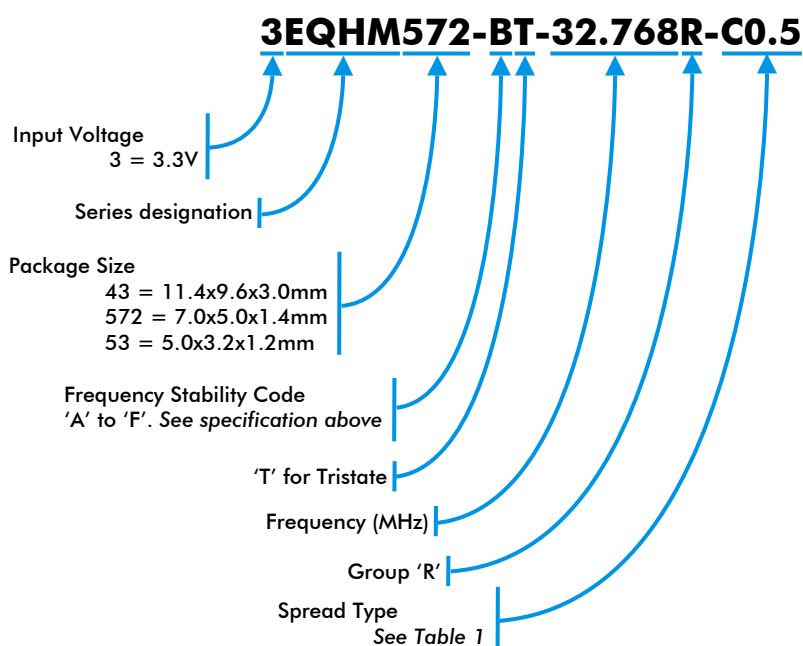 3EQHM572-BT-32.768R-C0.5
Input Voltage
3 = 3.3V
Series designation
Package Size
43 = 11.4x9.6x3.0mm
572 = 7.0x5.0x1.4mm
53 = 5.0x3.2x1.2mm
Frequency Stability Code
‘A’ to ‘F’. See specification above
‘T’ for Tristate
Frequency (MHz)
Group ‘R’
Spread Type
See Table 1